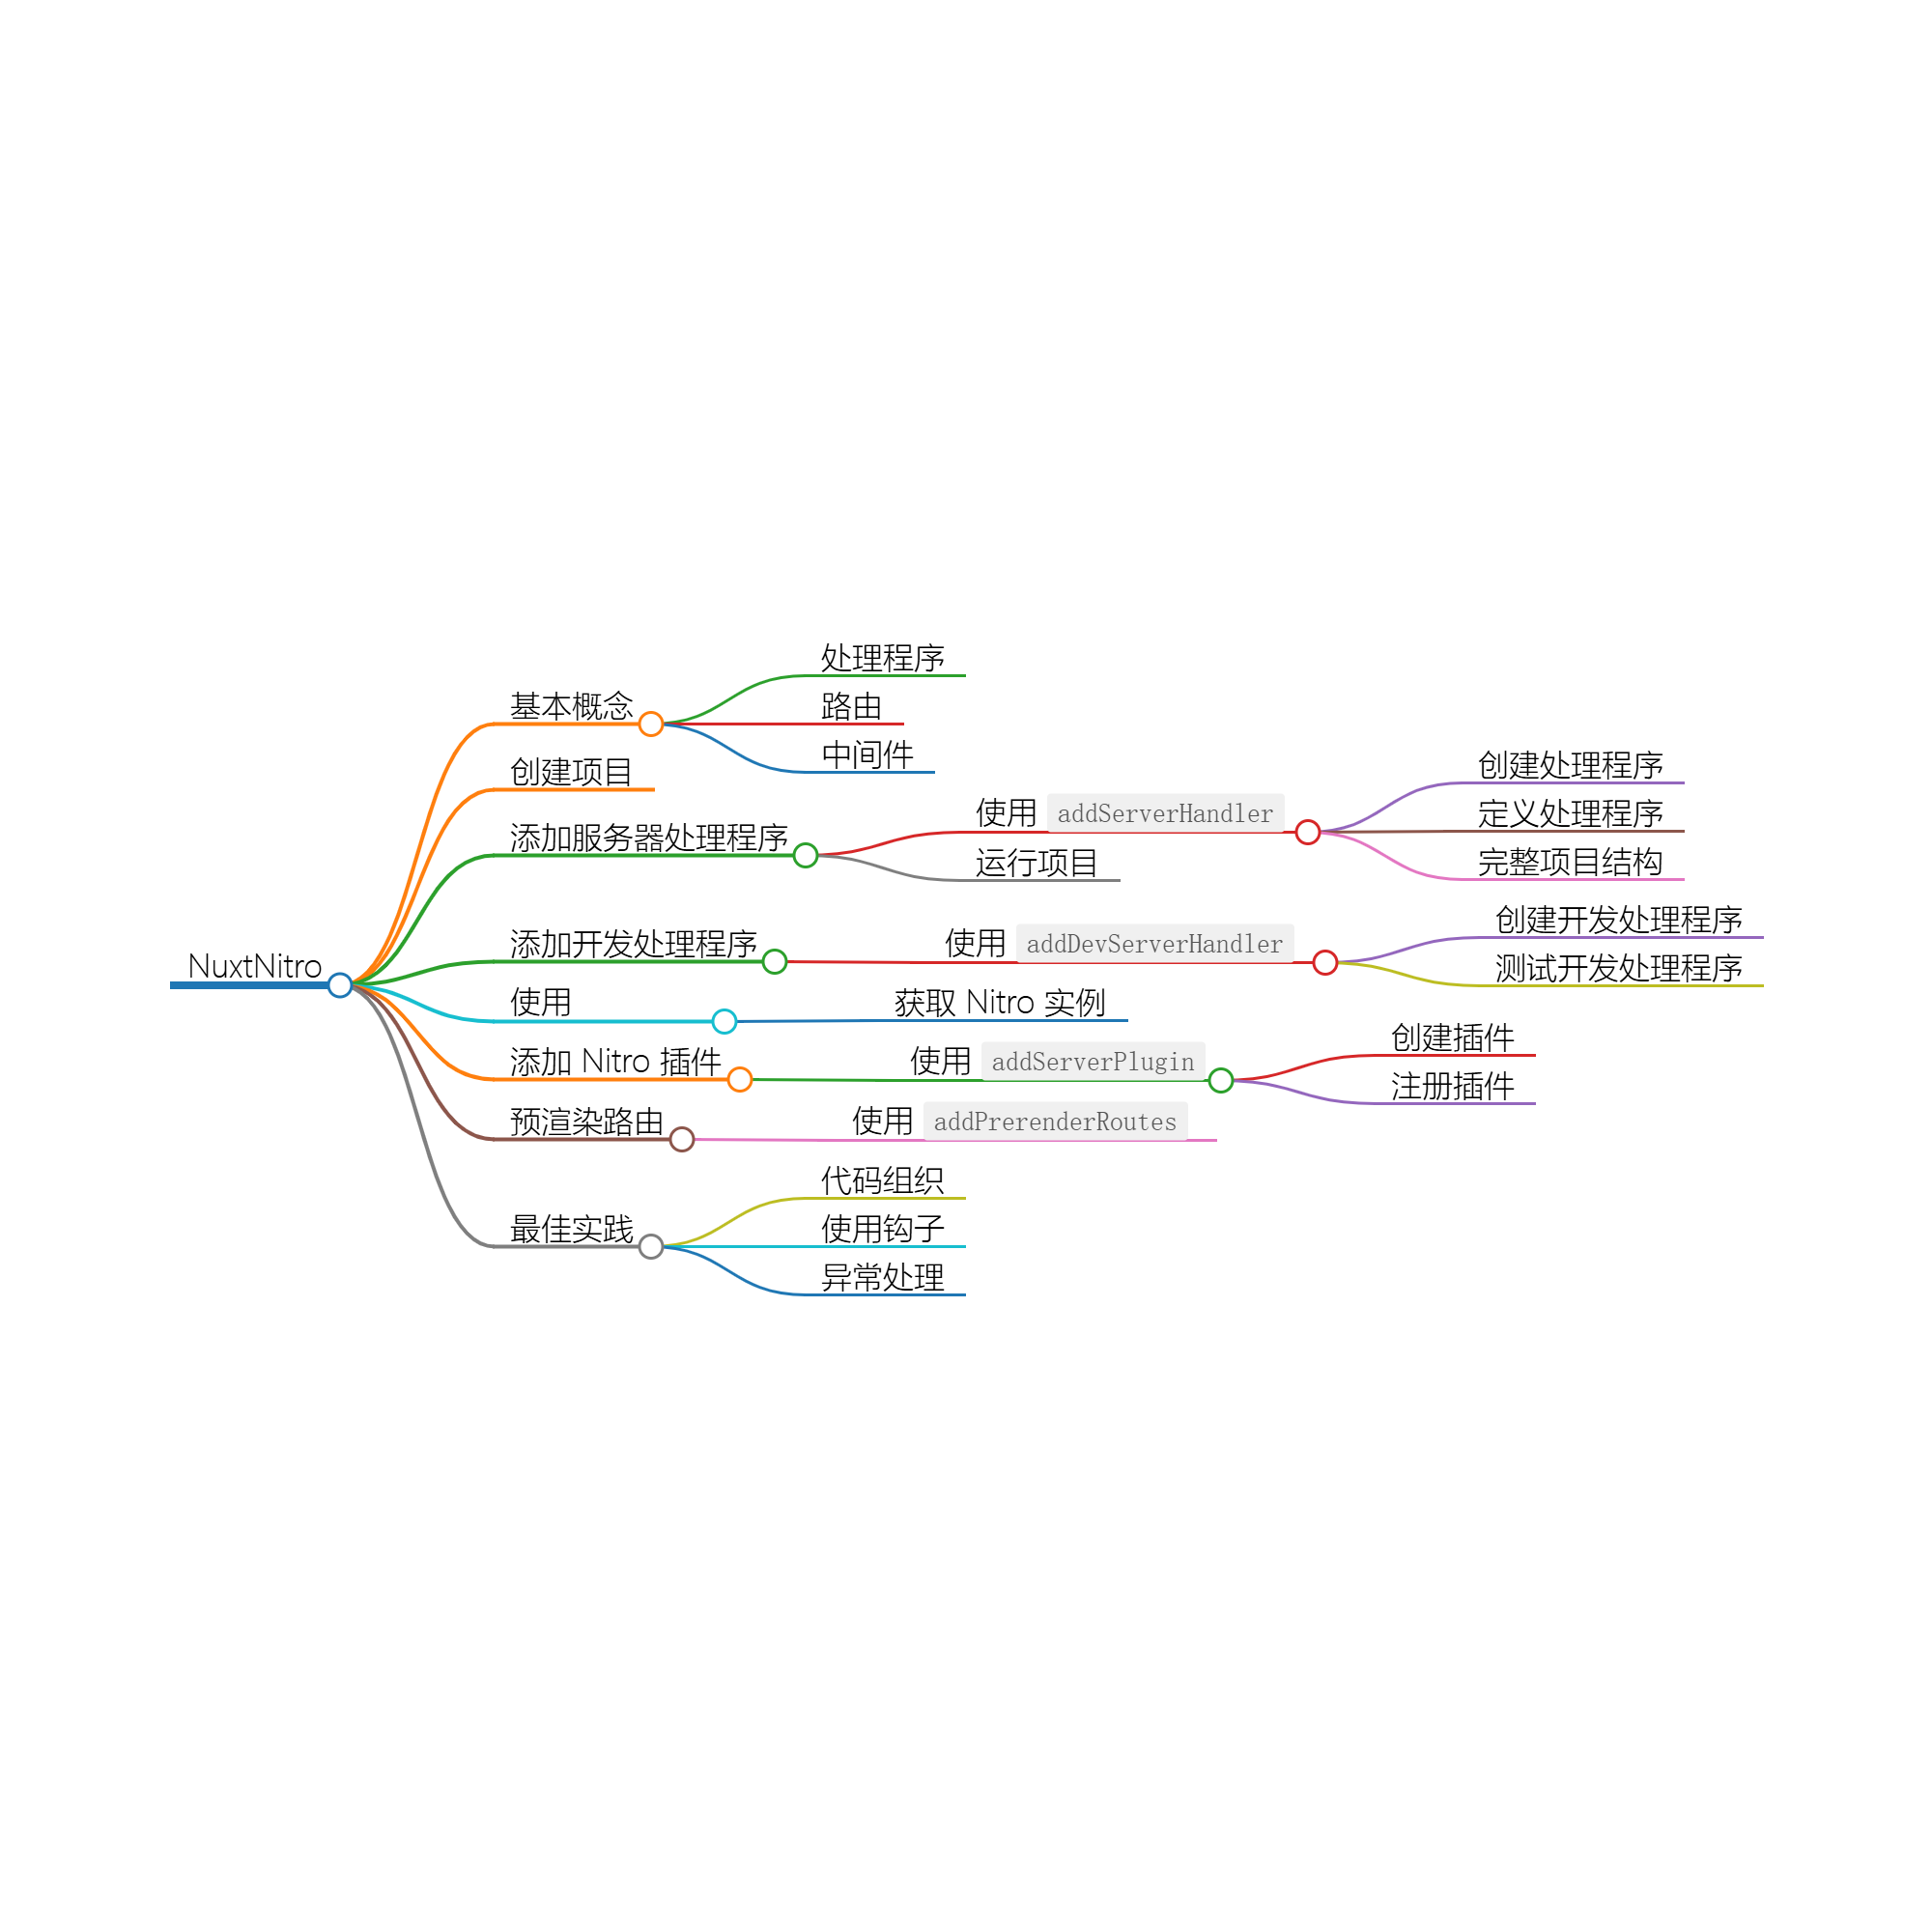 NuxtNitro
基本概念
处理程序
路由
中间件
创建项目
添加服务器处理程序
使用 addServerHandler
创建处理程序
定义处理程序
完整项目结构
运行项目
添加开发处理程序
使用 addDevServerHandler
创建开发处理程序
测试开发处理程序
使用
获取 Nitro 实例
添加 Nitro 插件
使用 addServerPlugin
创建插件
注册插件
预渲染路由
使用 addPrerenderRoutes
最佳实践
代码组织
使用钩子
异常处理